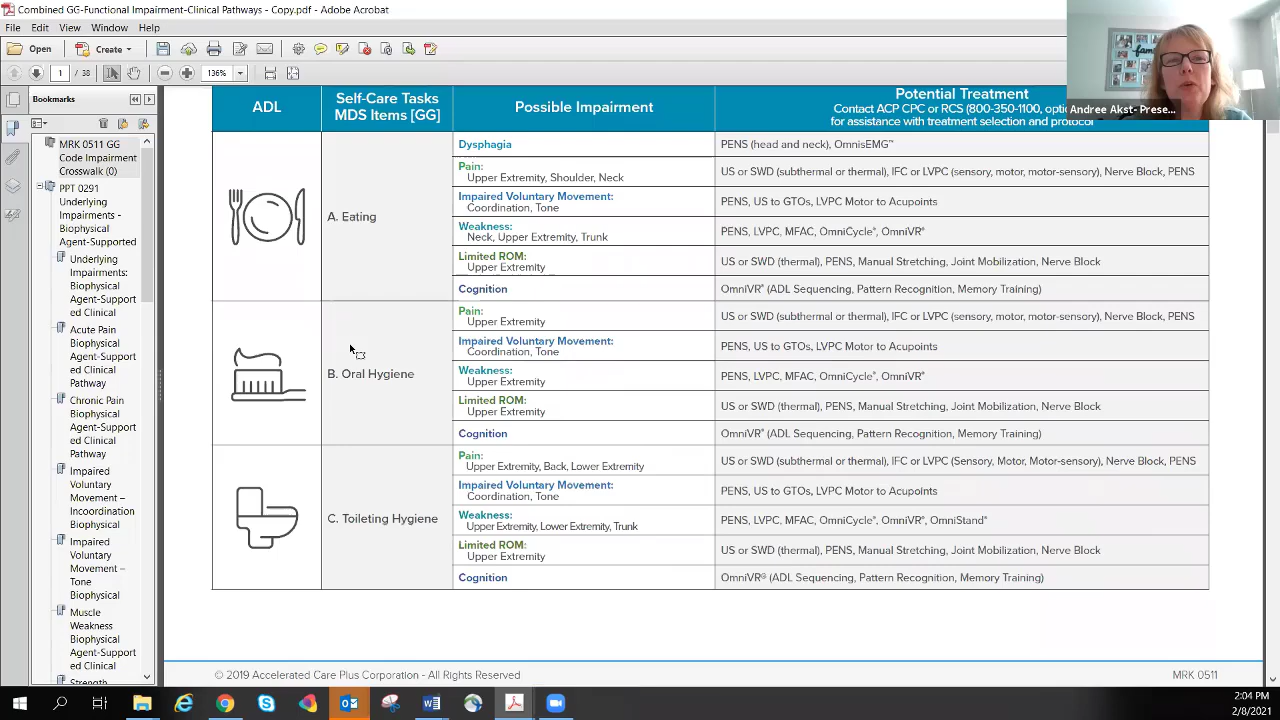 Combined GG-Functional Impairment-Clinical Pathways - Copy.pdf - Adobe Acrobat
File Edit View Window Help
Open
Create
1 / 38
136%
Bookmarks
MRK 0511 GG
Code Impairment
Crosswalk (0)
PPT 0291
Underlying
Impairments -
Biophysical
Agent-Supported
Underlying
Impairments:
Biophysical
Agent-Support
ed Clinical
Acute Pain
Biophysical
Agent-Support
ed Clinical
Pathway
Chronic Pain
Biophysical
Agent-Support
ed Clinical
Pathway
Impaired
Voluntary
Movement –
Incoordination
Biophysical
Impaired
Voluntary
Movement –
Tone
Biophysical
Muscle
Weakness
Biophysical
Agent-Support
ed Clinical
Strength
ADL
Self-Care Tasks
MDS Items [GG]
Possible Impairment
Potential Treatment
Contact ACP CPC or RCS (800-350-1100,
for assistance with treatment selection and protocol
A. Eating
Dysphagia
PENS (head and neck), OmnisEMG™
Pain:
Upper Extremity, Shoulder, Neck
US or SWD (subthermal or thermal), IFC or LVPC (sensory, motor, motor-sensory), Nerve Block, PENS
Impaired Voluntary Movement:
Coordination, Tone
PENS, US to GTOs, LVPC Motor to Acupoints
Weakness:
Neck, Upper Extremity, Trunk
PENS, LVPC, MFAC, OmniCycle®, OmniVR®
Limited ROM:
Upper Extremity
US or SWD (thermal), PENS, Manual Stretching, Joint Mobilization, Nerve Block
Cognition
OmniVR® (ADL Sequencing, Pattern Recognition, Memory Training)
B. Oral Hygiene
Pain:
Upper Extremity
US or SWD (subthermal or thermal), IFC or LVPC (sensory, motor, motor-sensory), Nerve Block, PENS
Impaired Voluntary Movement:
Coordination, Tone
PENS, US to GTOs, LVPC Motor to Acupoints
Weakness:
Upper Extremity
PENS, LVPC, MFAC, OmniCycle®, OmniVR®
Limited ROM:
Upper Extremity
US or SWD (thermal), PENS, Manual Stretching, Joint Mobilization, Nerve Block
Cognition
OmniVR® (ADL Sequencing, Pattern Recognition, Memory Training)
C. Toileting Hygiene
Pain:
Upper Extremity, Back, Lower Extremity
US or SWD (subthermal or thermal), IFC or LVPC (Sensory, Motor, Motor-sensory), Nerve Block, PENS
Impaired Voluntary Movement:
Coordination, Tone
PENS, US to GTOs, LVPC Motor to Acupoints
Weakness:
Upper Extremity, Lower Extremity, Trunk
PENS, LVPC, MFAC, OmniCycle®, OmniVR®, OmniStand®
Limited ROM:
Upper Extremity
US or SWD (thermal), PENS, Manual Stretching, Joint Mobilization, Nerve Block
Cognition
OmniVR® (ADL Sequencing, Pattern Recognition, Memory Training)
© 2019 Accelerated Care Plus Corporation - All Rights Reserved
MRK 0511
Andree Akst- Prese...
2:04 PM
2/8/2021